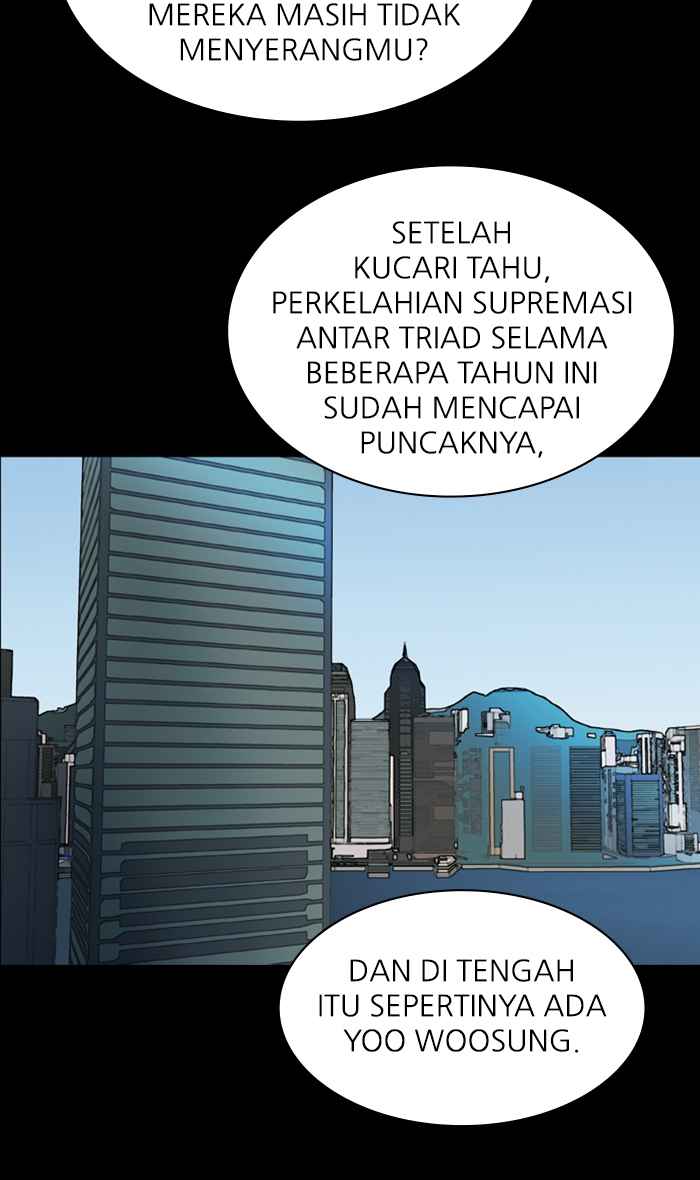 MEREKA MASIH TIDAK
MENYERANGMU?
SETELAH
KUCARI TAHU,
PERKELAHIAN SUPREMASI
ANTAR TRIAD SELAMA
BEBERAPA TAHUN INI
SUDAH MENCAPAI
PUNCAKNYA,
DAN DI TENGAH
ITU SEPERTINYA ADA
YOO WOOSUNG.